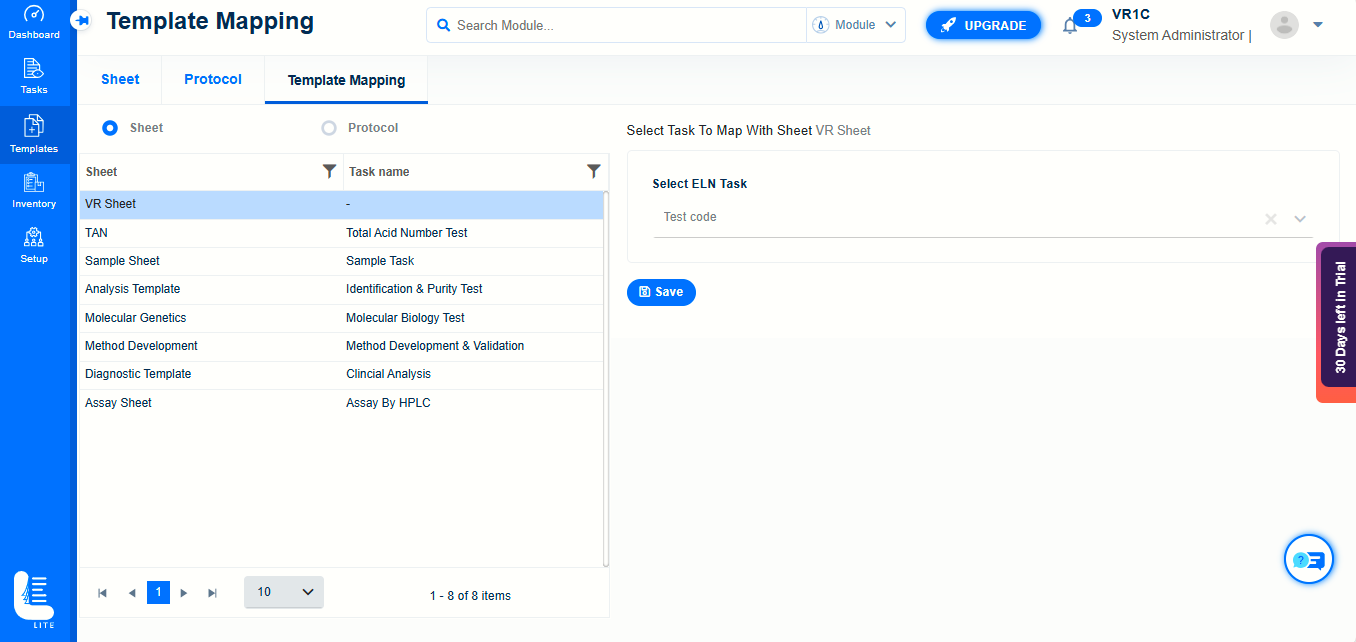 Dashboard
Tasks
Templates
Inventory
Setup
LITE
Template Mapping
Search Module...
Module
UPGRADE
3
VR1C
System Administrator |
Sheet
Protocol
Template Mapping
Sheet
Protocol
Sheet
Task name
VR Sheet
-
TAN
Total Acid Number Test
Sample Sheet
Sample Task
Analysis Template
Identification & Purity Test
Molecular Genetics
Molecular Biology Test
Method Development
Method Development & Validation
Diagnostic Template
Clincial Analysis
Assay Sheet
Assay By HPLC
1
10
1 - 8 of 8 items
Select Task To Map With Sheet VR Sheet
Select ELN Task
Test code
Save
30 Days left In Trial
?